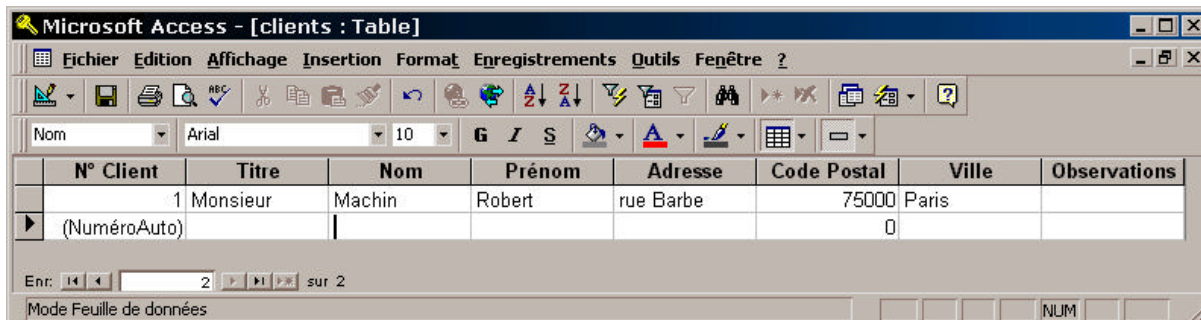 Microsoft Access - [clients : Table]
Fichier Edition Affichage Insertion Format Enregistrements Outils Fenêtre ?
Nom Arial 10 G I S A
N° Client Titre Nom Prénom Adresse Code Postal Ville Observations
1 Monsieur Machin Robert rue Barbe 75000 Paris
(NuméroAuto) 0
Enr: 2 sur 2
Mode Feuille de données NUM